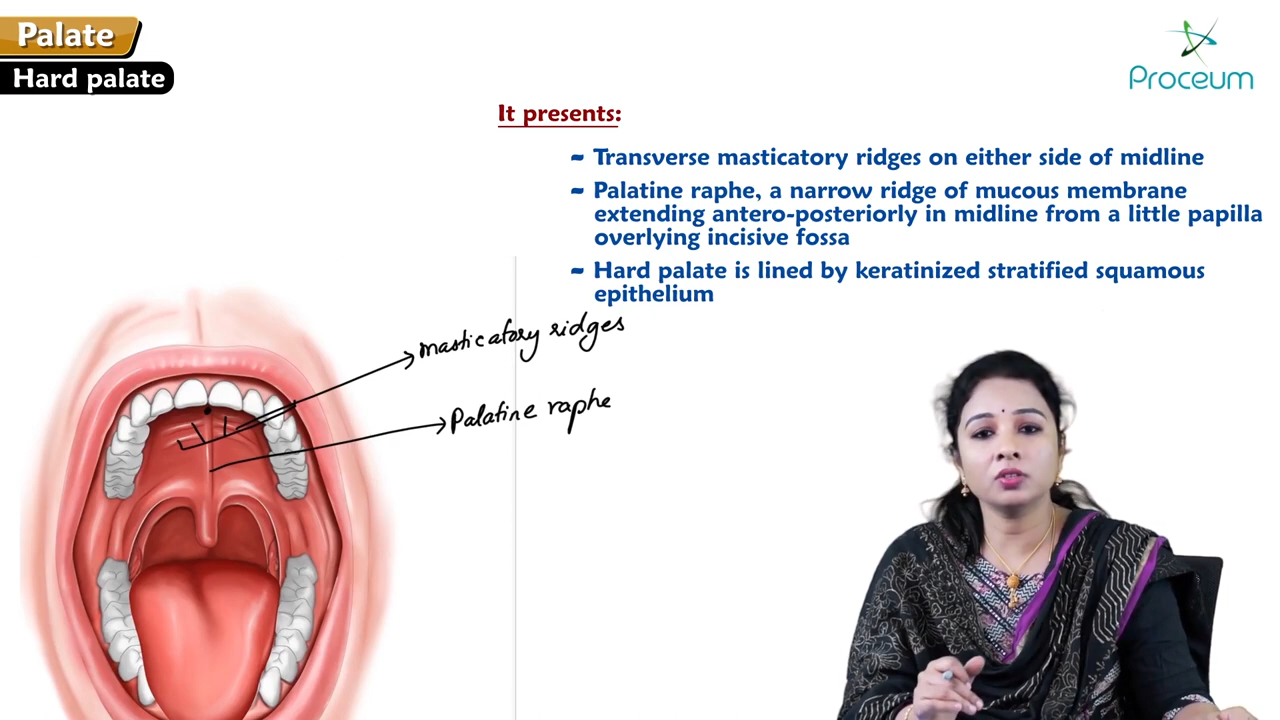 Palate
Hard palate
Proceum
It presents:
~ Transverse masticatory ridges on either side of midline
~ Palatine raphe, a narrow ridge of mucous membrane
extending antero-posteriorly in midline from a little papilla
overlying incisive fossa
~ Hard palate is lined by keratinized stratified squamous
epithelium
masticatory ridges
Palatine raphe